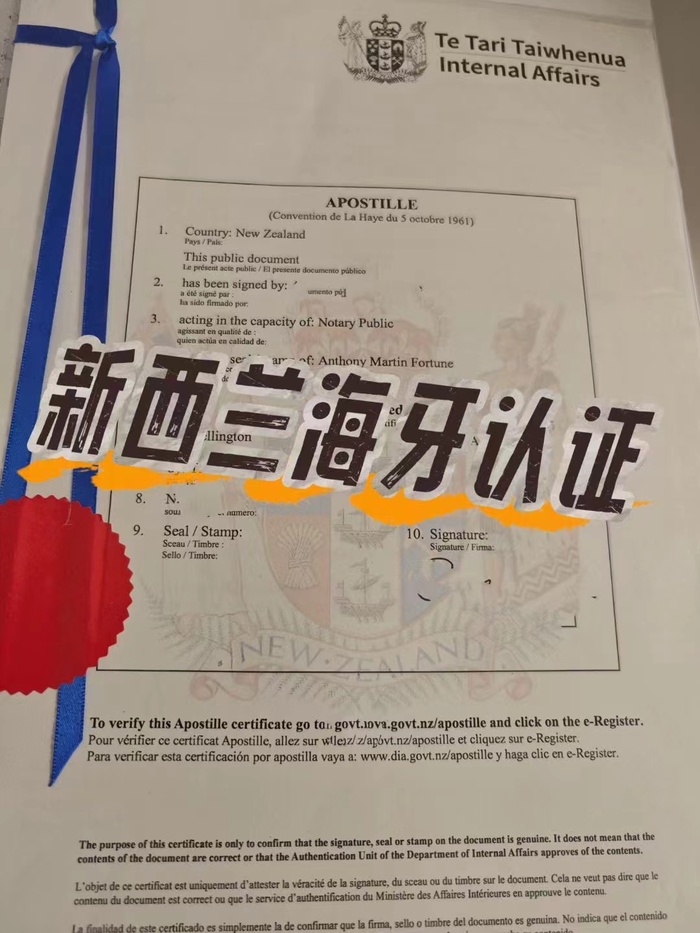 Te Tari Taiwhenua
Internal Affairs
APOSTILLE
(Convention de La Haye du 5 octobre 1961)
1. Country: New Zealand
Pays / País:
This public document
Le présent acte public / El presente documento público
2. has been signed by:
a été signé par :
ha sido firmado por:
3. acting in the capacity of: Notary Public
agissant en qualité de :
quien actúa en calidad de:
of: Anthony Martin Fortune
新西兰海牙认证
8. N.
sous
numero:
9. Seal / Stamp:
Sceau / Timbre :
Sello / Timbre:
10. Signature:
Signature / Firma:
NEW·ZEALAND
To verify this Apostille certificate go to govt.nz/apostille and click on the e-Register.
Pour vérifier ce certificat Apostille, allez sur vt.nz/apostille et cliquez sur e-Register.
Para verificar esta certificación por apostilla vaya a: www.dia.govt.nz/apostille y haga clic en e-Register.
The purpose of this certificate is only to confirm that the signature, seal or stamp on the document is genuine. It does not mean that the
contents of the document are correct or that the Authentication Unit of the Department of Internal Affairs approves of the contents.
L'objet de ce certificat est uniquement d'attester la véracité de la signature, du sceau ou du timbre sur le document. Cela ne veut pas dire que le
contenu du document est correct ou que le service d'authentification du Ministère des Affaires Intérieures en approuve le contenu.
La finalidad de este certificado es simplemente la de confirmar que la firma, sello o timbre del documento es genuina. No indica que el contenido